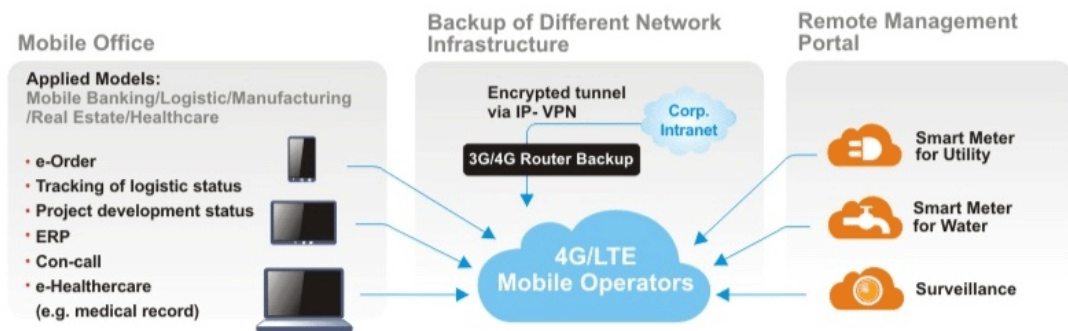 Mobile Office
Applied Models:
Mobile Banking/Logistic/Manufacturing
/Real Estate/Healthcare
• e-Order
• Tracking of logistic status
• Project development status
• ERP
• Con-call
• e-Healthercare
(e.g. medical record)
Backup of Different Network
Infrastructure
Encrypted tunnel
via IP- VPN
Corp.
Intranet
3G/4G Router Backup
4G/LTE
Mobile Operators
Remote Management
Portal
Smart Meter
for Utility
Smart Meter
for Water
Surveillance